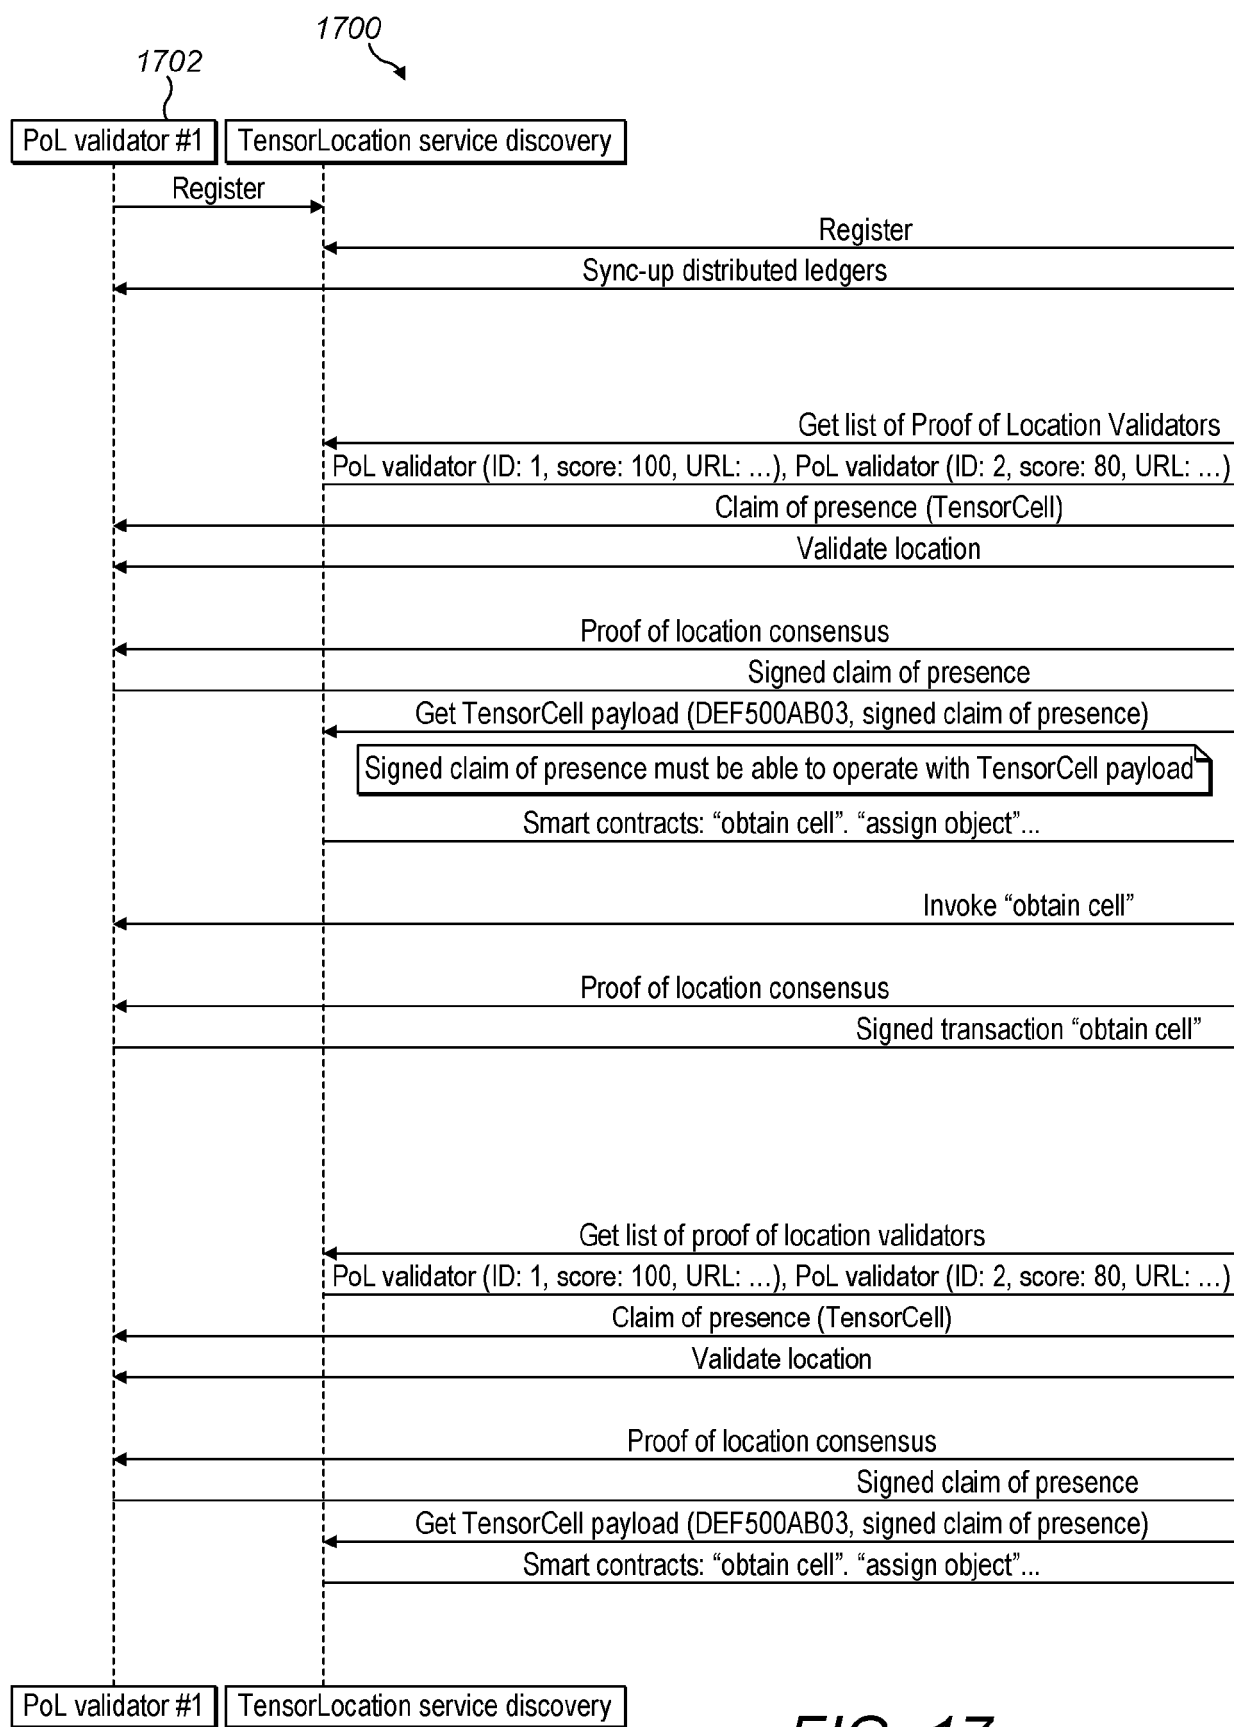 1700
1702
PoL validator #1
TensorLocation service discovery
Register
Register
Sync-up distributed ledgers
Get list of Proof of Location Validators
PoL validator (ID: 1, score: 100, URL: ...), PoL validator (ID: 2, score: 80, URL: ...)
Claim of presence (TensorCell)
Validate location
Proof of location consensus
Signed claim of presence
Get TensorCell payload (DEF500AB03, signed claim of presence)
Signed claim of presence must be able to operate with TensorCell payload
Smart contracts: “obtain cell”. “assign object”...
Invoke “obtain cell”
Proof of location consensus
Signed transaction “obtain cell”
Get list of proof of location validators
PoL validator (ID: 1, score: 100, URL: ...), PoL validator (ID: 2, score: 80, URL: ...)
Claim of presence (TensorCell)
Validate location
Proof of location consensus
Signed claim of presence
Get TensorCell payload (DEF500AB03, signed claim of presence)
Smart contracts: “obtain cell”. “assign object”...
PoL validator #1
TensorLocation service discovery
FIG. 17